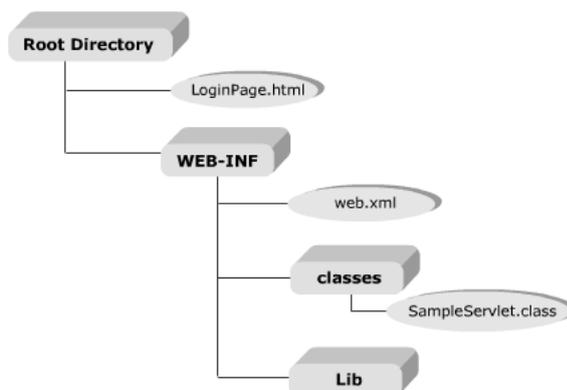 Root Directory
LoginPage.html
WEB-INF
web.xml
classes
SampleServlet.class
Lib